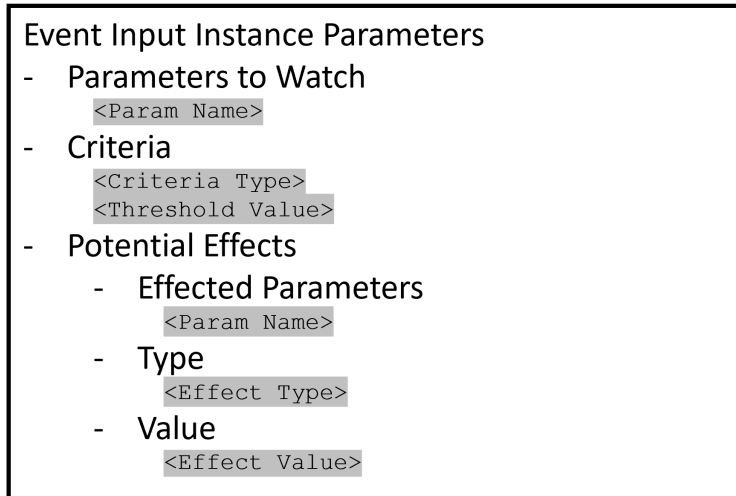 Event Input Instance Parameters
- Parameters to Watch
<Param Name>
- Criteria
<Criteria Type>
<Threshold Value>
- Potential Effects
- Effected Parameters
<Param Name>
- Type
<Effect Type>
- Value
<Effect Value>